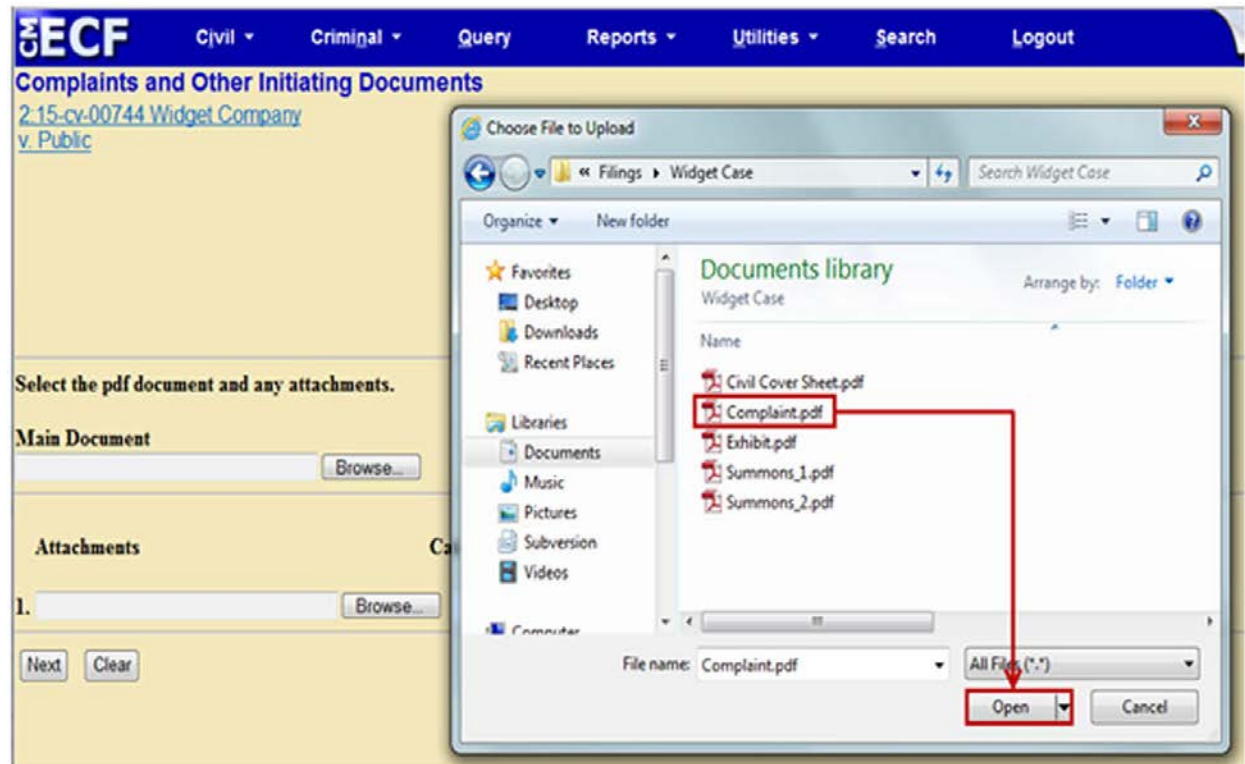 CM ECF Civil Criminal Query Reports Utilities Search Logout
Complaints and Other Initiating Documents
2:15-cv-00744 Widget Company
v. Public
Select the pdf document and any attachments.
Main Document
Browse...
Attachments
1. Browse...
Next Clear
Choose File to Upload
« Filings Widget Case Search Widget Case
Organize New folder
Favorites
Desktop
Downloads
Recent Places
Libraries
Documents
Music
Pictures
Subversion
Videos
Computer
Documents library
Widget Case
Arrange by: Folder
Name
Civil Cover Sheet.pdf
Complaint.pdf
Exhibit.pdf
Summons_1.pdf
Summons_2.pdf
File name: Complaint.pdf All Files (*.*)
Open Cancel